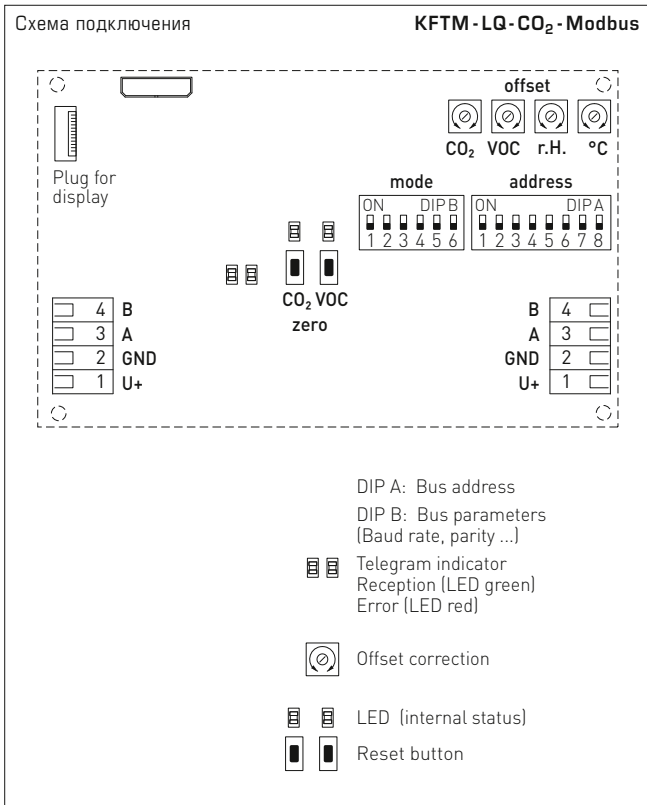 Схема подключения
KFTM-LQ-CO₂-Modbus
offset
CO₂ VOC r.H. °C
Plug for
display
mode
address
ON DIP B
ON DIP A
1 2 3 4 5 6
1 2 3 4 5 6 7 8
CO₂ VOC
zero
4 B
3 A
2 GND
1 U+
B 4
A 3
GND 2
U+ 1
DIP A: Bus address
DIP B: Bus parameters
(Baud rate, parity ...)
Telegram indicator
Reception (LED green)
Error (LED red)
Offset correction
LED (internal status)
Reset button